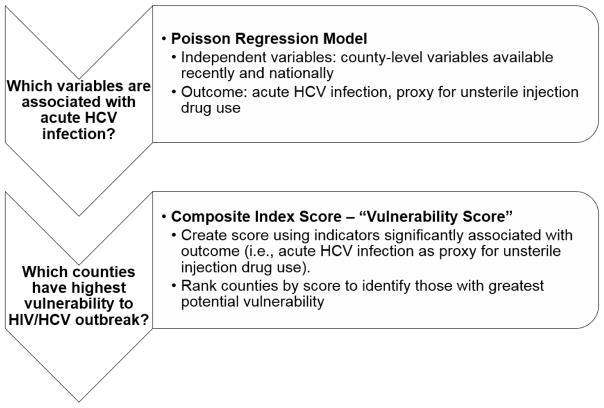 Which variables are
associated with
acute HCV
infection?
• Poisson Regression Model
• Independent variables: county-level variables available
recently and nationally
• Outcome: acute HCV infection, proxy for unsterile injection
drug use
Which counties
have highest
vulnerability to
HIV/HCV outbreak?
• Composite Index Score – “Vulnerability Score”
• Create score using indicators significantly associated with
outcome (i.e., acute HCV infection as proxy for unsterile
injection drug use).
• Rank counties by score to identify those with greatest
potential vulnerability